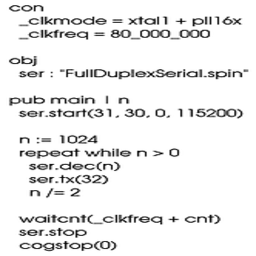 con
_clkmode = xtal1 + pll16x
_clkfreq = 80_000_000
obj
ser : "FullDuplexSerial.spin"
pub main | n
ser.start(31, 30, 0, 115200)
n := 1024
repeat while n > 0
ser.dec(n)
ser.tx(32)
n /= 2
waitcnt(_clkfreq + cnt)
ser.stop
cogstop(0)